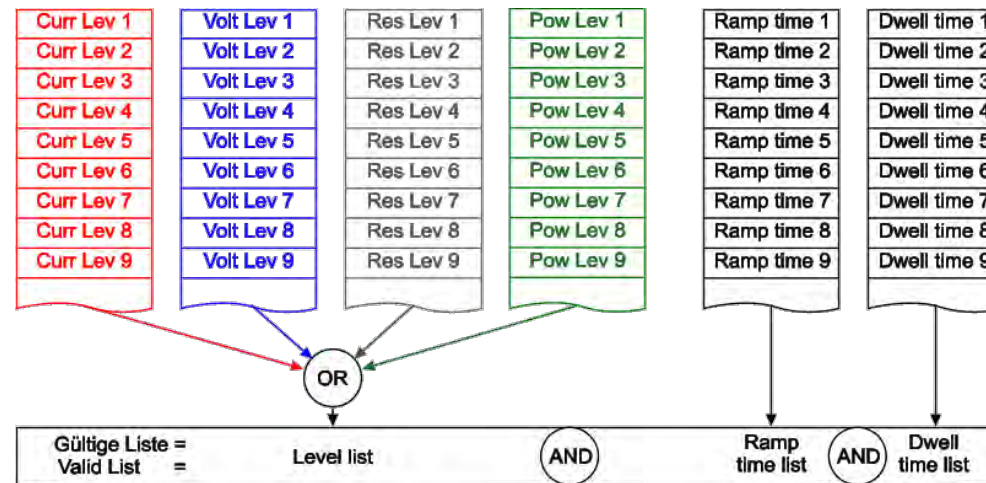 Curr Lev 1 Volt Lev 1 Res Lev 1 Pow Lev 1 Ramp time 1 Dwell time 1
Curr Lev 2 Volt Lev 2 Res Lev 2 Pow Lev 2 Ramp time 2 Dwell time 2
Curr Lev 3 Volt Lev 3 Res Lev 3 Pow Lev 3 Ramp time 3 Dwell time 3
Curr Lev 4 Volt Lev 4 Res Lev 4 Pow Lev 4 Ramp time 4 Dwell time 4
Curr Lev 5 Volt Lev 5 Res Lev 5 Pow Lev 5 Ramp time 5 Dwell time 5
Curr Lev 6 Volt Lev 6 Res Lev 6 Pow Lev 6 Ramp time 6 Dwell time 6
Curr Lev 7 Volt Lev 7 Res Lev 7 Pow Lev 7 Ramp time 7 Dwell time 7
Curr Lev 8 Volt Lev 8 Res Lev 8 Pow Lev 8 Ramp time 8 Dwell time 8
Curr Lev 9 Volt Lev 9 Res Lev 9 Pow Lev 9 Ramp time 9 Dwell time 9
OR
Gültige Liste =
Valid List =
Level list
AND
Ramp
time list
AND
Dwell
time list